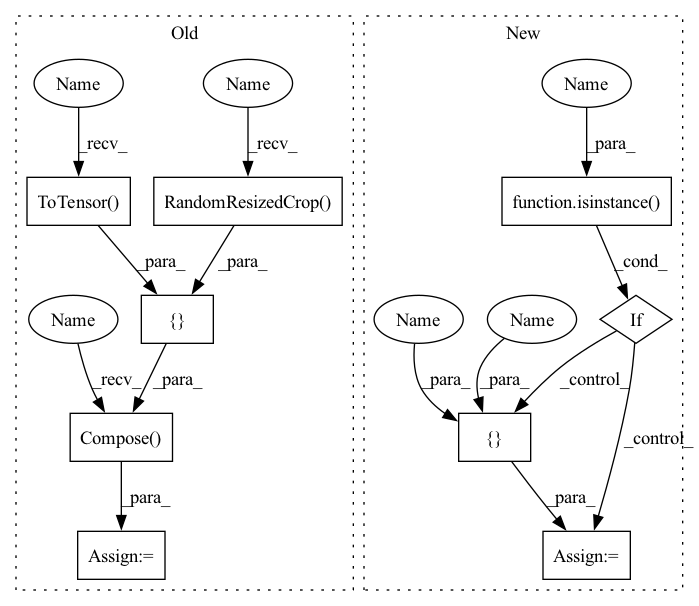 Old
New
Name
Name
Name
_recv_
_recv_
_para_
ToTensor()
RandomResizedCrop()
function.isinstance()
_para_
_para_
_cond_
Name
{}
Name
Name
If
_recv_
_para_
_para_
_para_
_control_
Compose()
{}
_control_
_para_
_para_
Assign:=
Assign:=